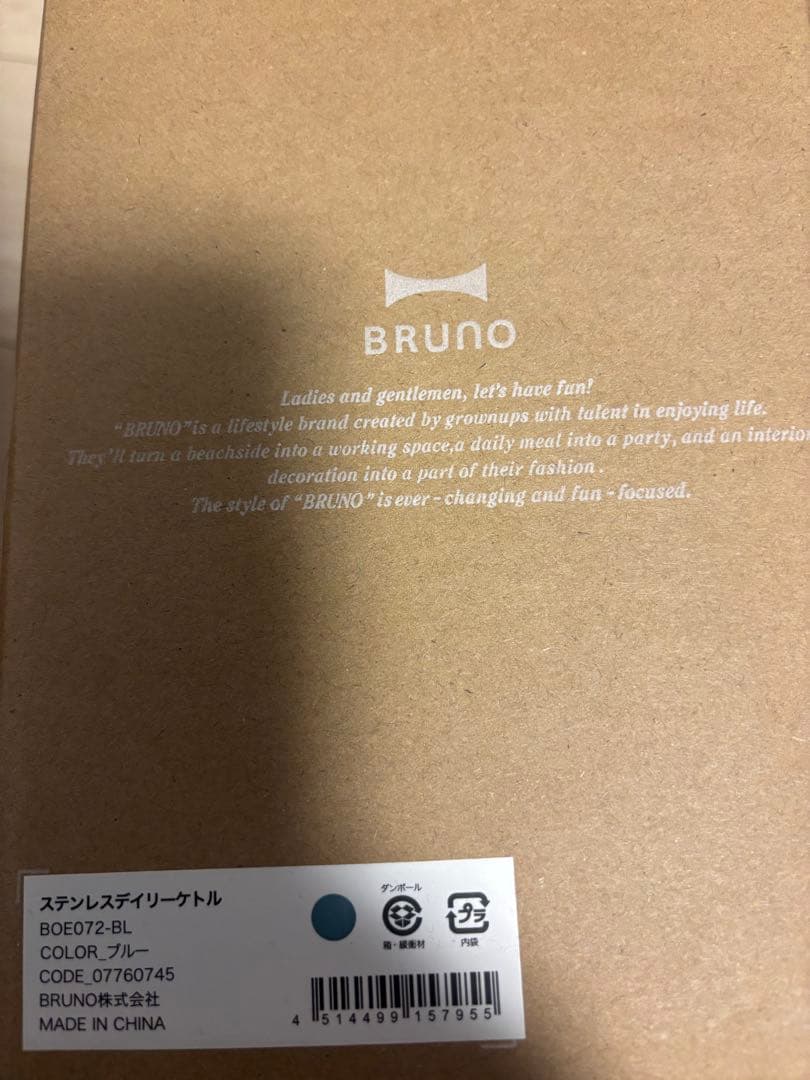 BRUNO
Ladies and gentlemen, let's have fun!
"BRUNO"is a lifestyle brand created by grownups with talent in enjoying life.
They'll turn a beachside into a working space,a daily meal into a party, and an interior
decoration into a part of their fashion.
The style of "BRUNO" is ever-changing and fun-focused.
ステンレスデイリーケトル
BOE072-BL
COLOR_ブルー
CODE_07760745
BRUNO株式会社
MADE IN CHINA
ダンボール
箱・緩衝材
プラ
内袋
4 514499 157955